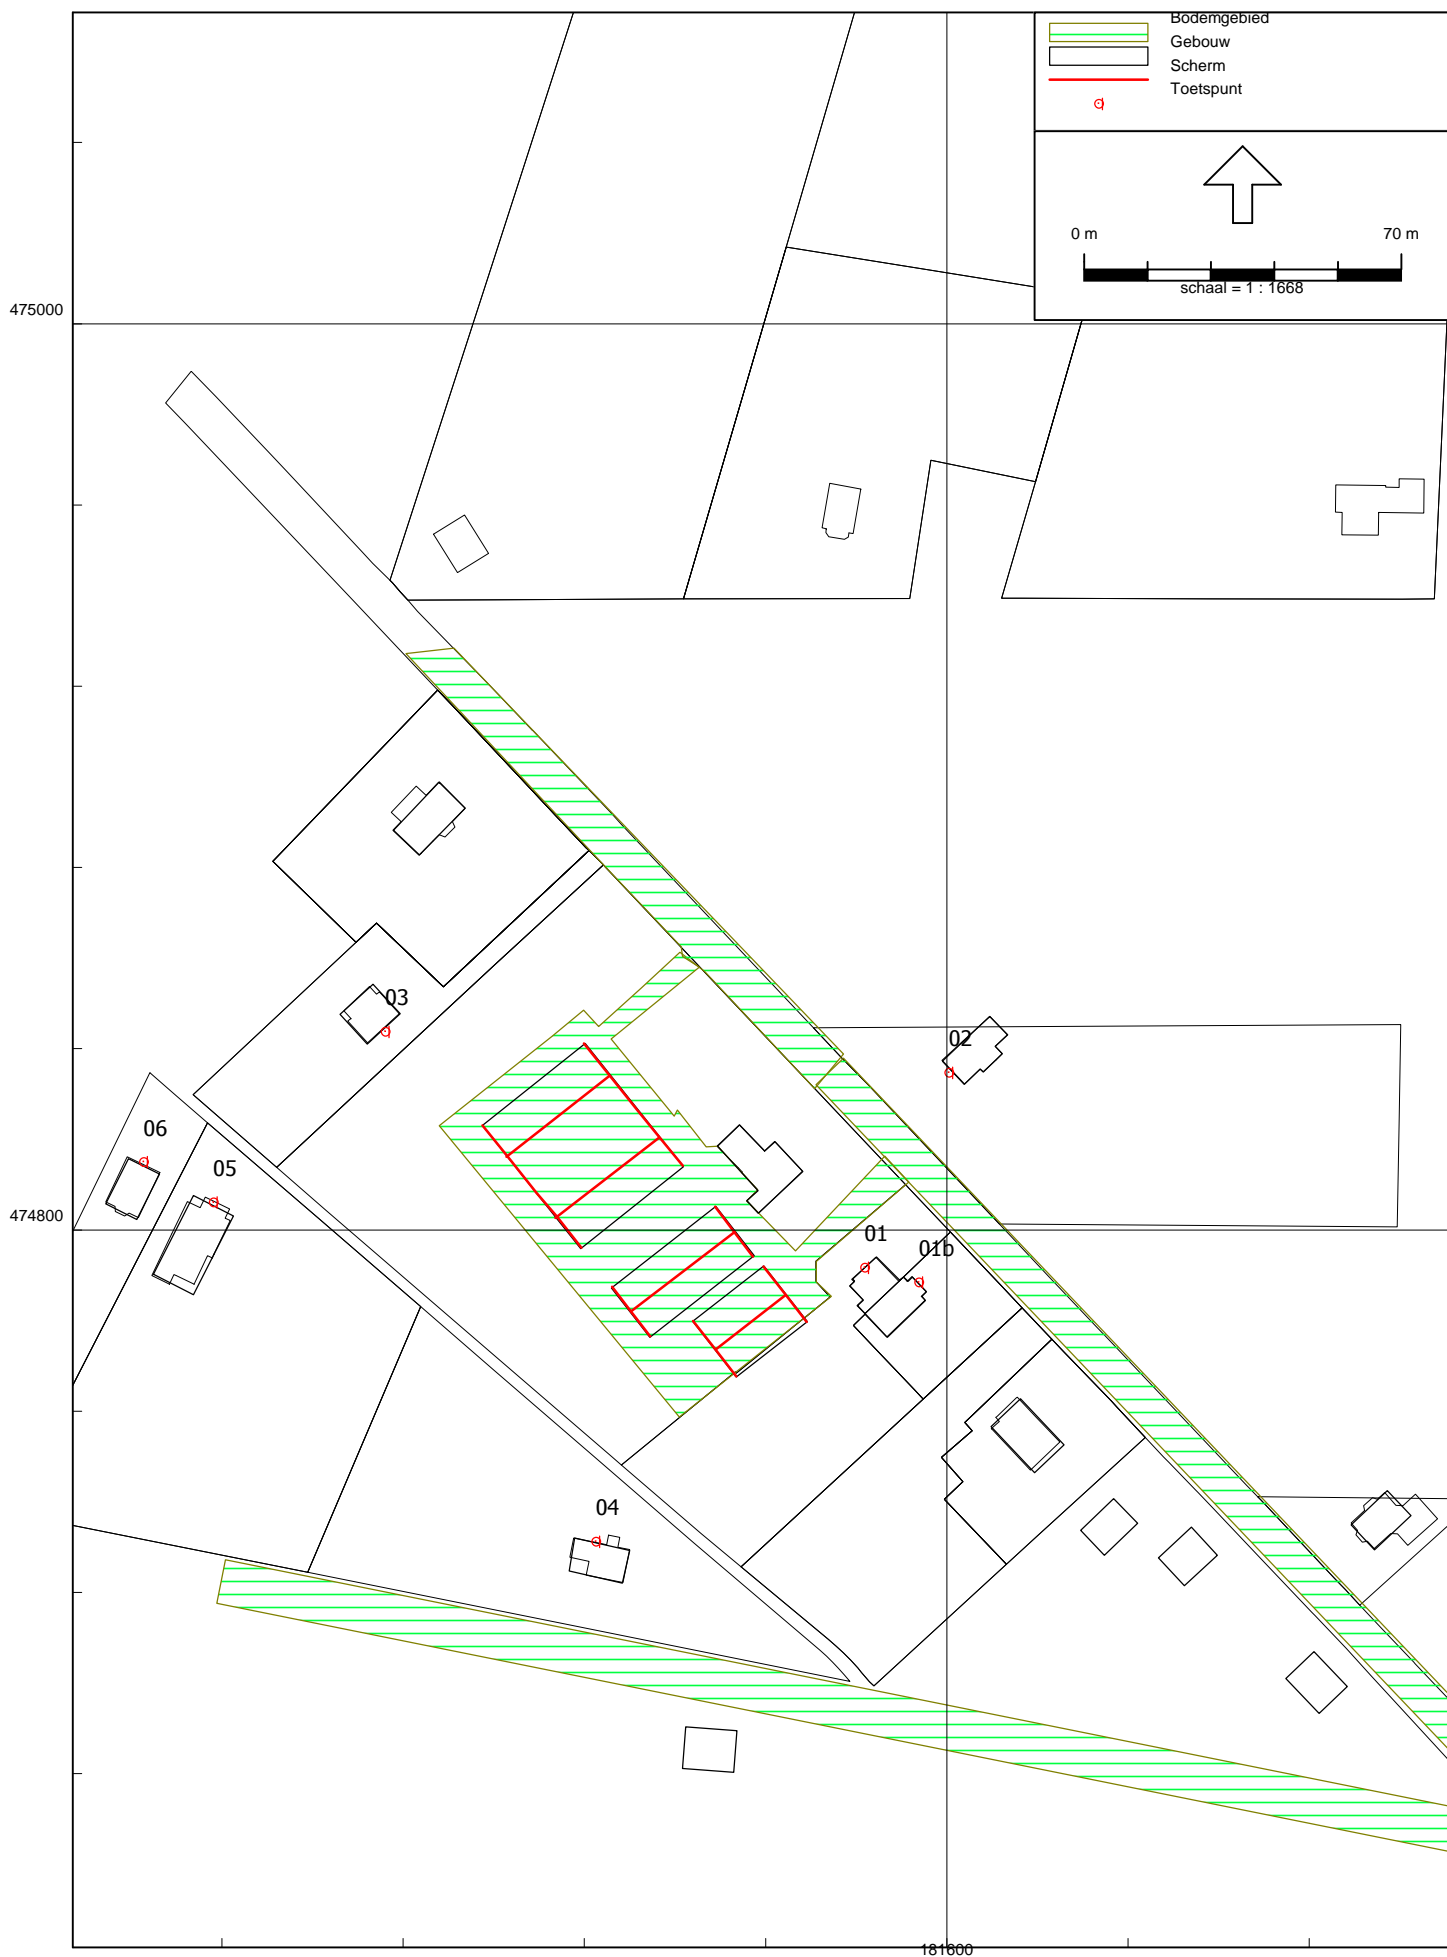 Bodemgebied
Gebouw
Scherm
Toetspunt
0 m 70 m
schaal = 1 : 1668
475000
03
02
06
05
474800
01
01b
04
181600